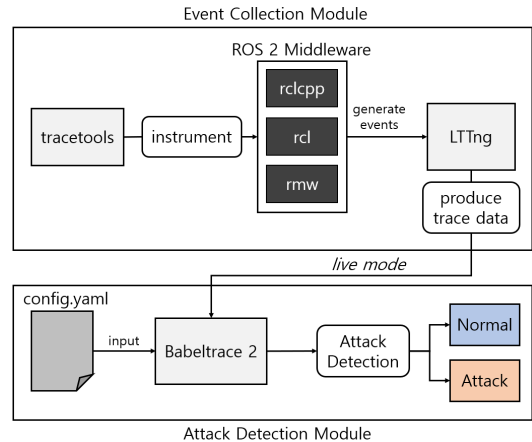 Event Collection Module
ROS 2 Middleware
rclcpp
tracetools
instrument
rcl
generate
events
LTTng
rmw
produce
trace data
live mode
config.yaml
input
Babeltrace 2
Attack
Detection
Normal
Attack
Attack Detection Module